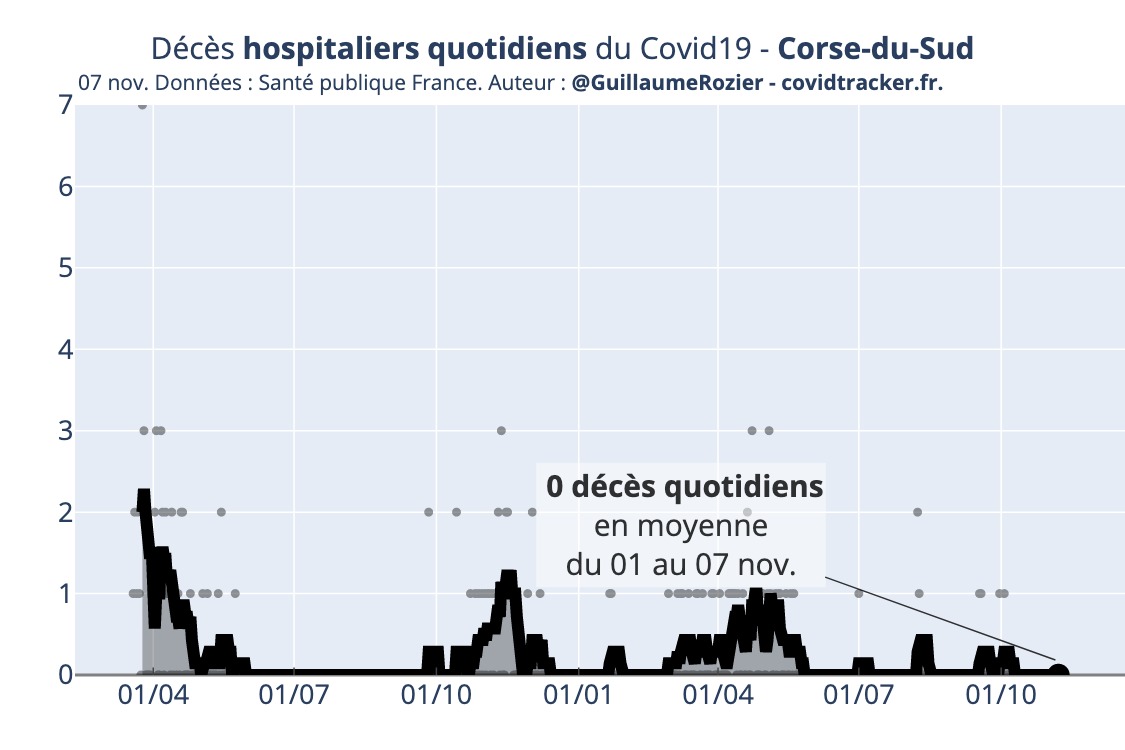 Décès hospitaliers quotidiens du Covid19 - Corse-du-Sud
07 nov. Données : Santé publique France. Auteur : @GuillaumeRozier - covidtracker.fr.
7
6
5
4
3
2
1
0
0 décès quotidiens
en moyenne
du 01 au 07 nov.
01/04 01/07 01/10 01/01 01/04 01/07 01/10